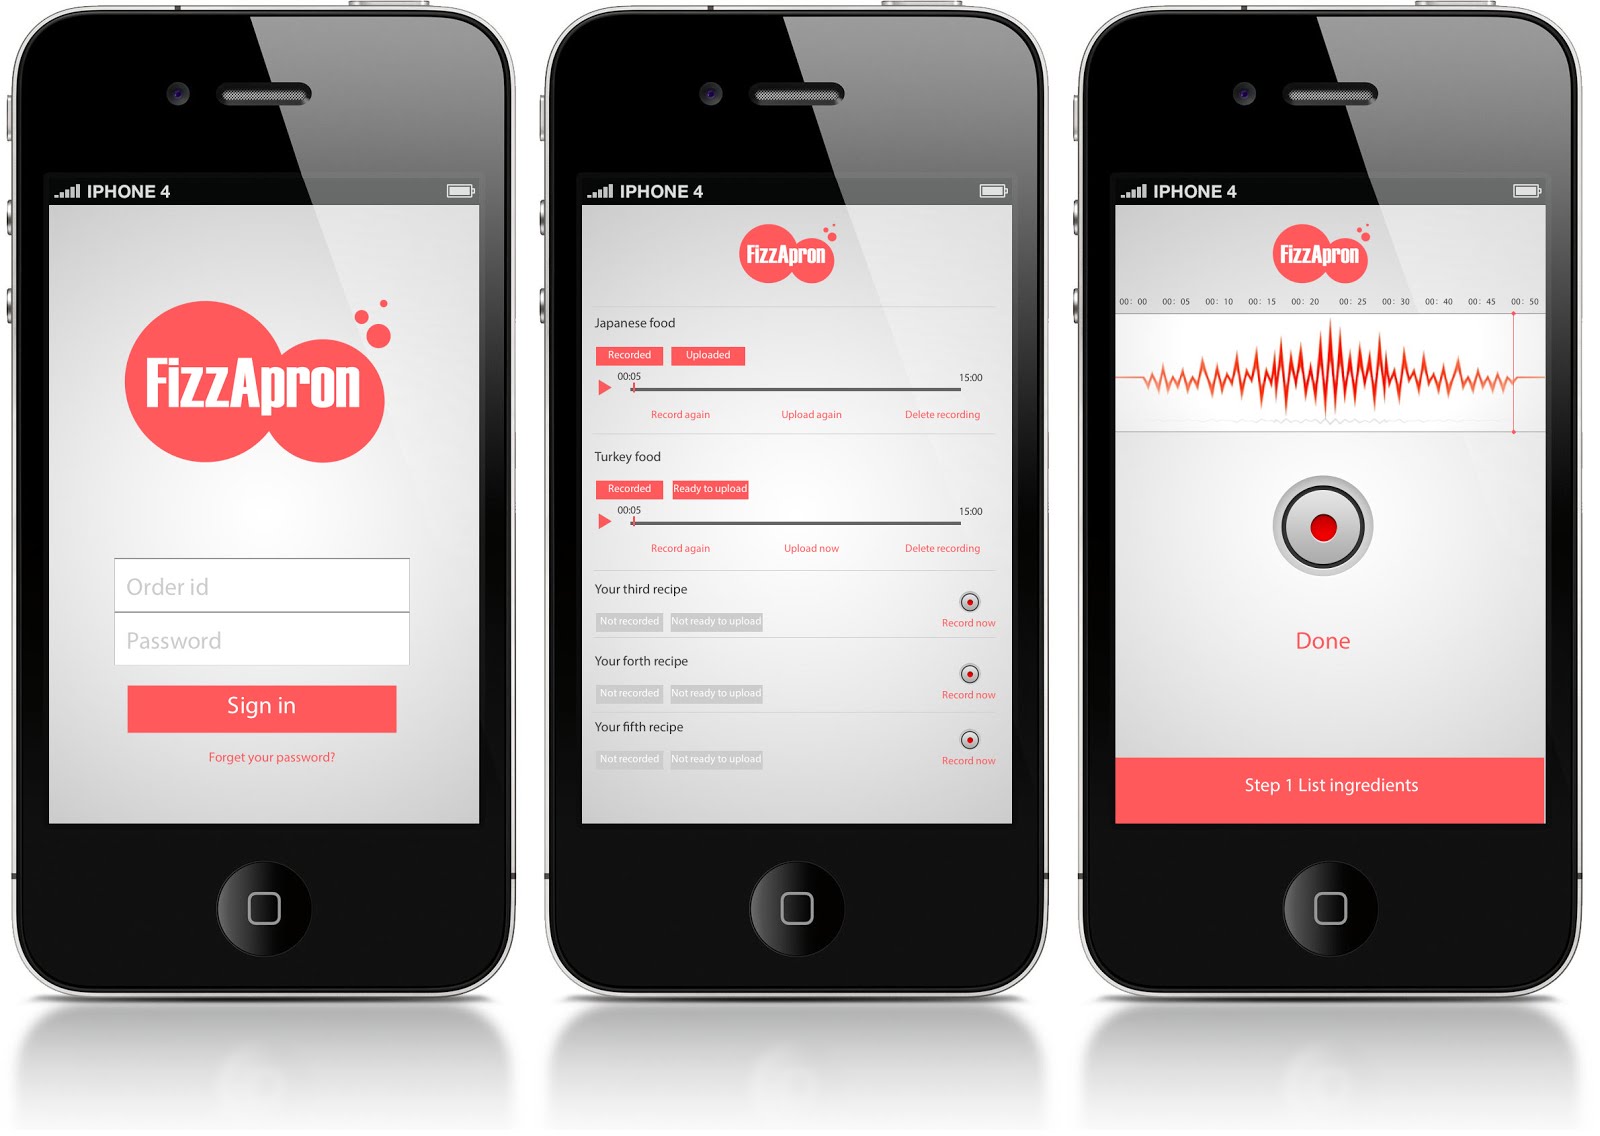 IPHONE 4
FizzApron
Order id
Password
Sign in
Forget your password?
IPHONE 4
FizzApron
Japanese food
Recorded Uploaded
00:05 15:00
Record again Upload again Delete recording
Turkey food
Recorded Ready to upload
00:05 15:00
Record again Upload now Delete recording
Your third recipe
Not recorded Not ready to upload Record now
Your forth recipe
Not recorded Not ready to upload Record now
Your fifth recipe
Not recorded Not ready to upload Record now
IPHONE 4
FizzApron
00: 00 00: 05 00: 10 00: 15 00: 20 00: 25 00: 30 00: 40 00: 45 00: 50
Done
Step 1 List ingredients